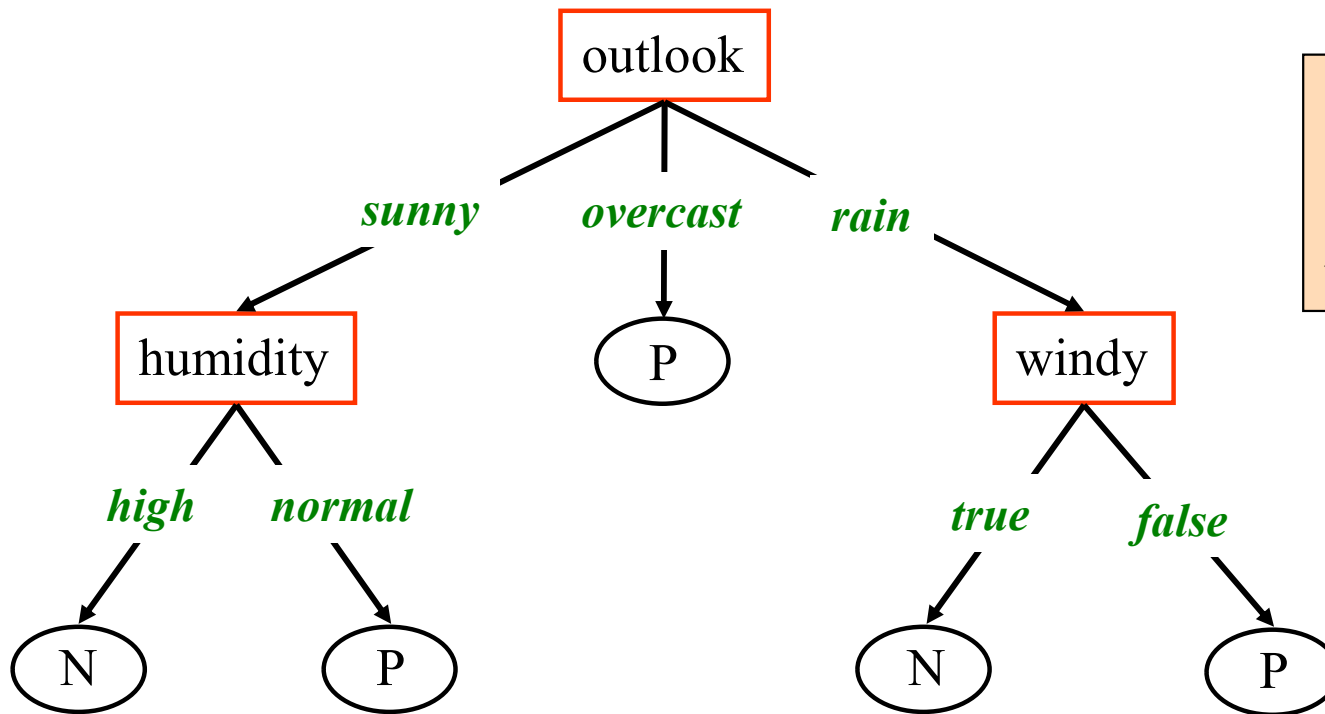 outlook
sunny
overcast
rain
humidity
P
windy
high
normal
true
false
N
P
N
P